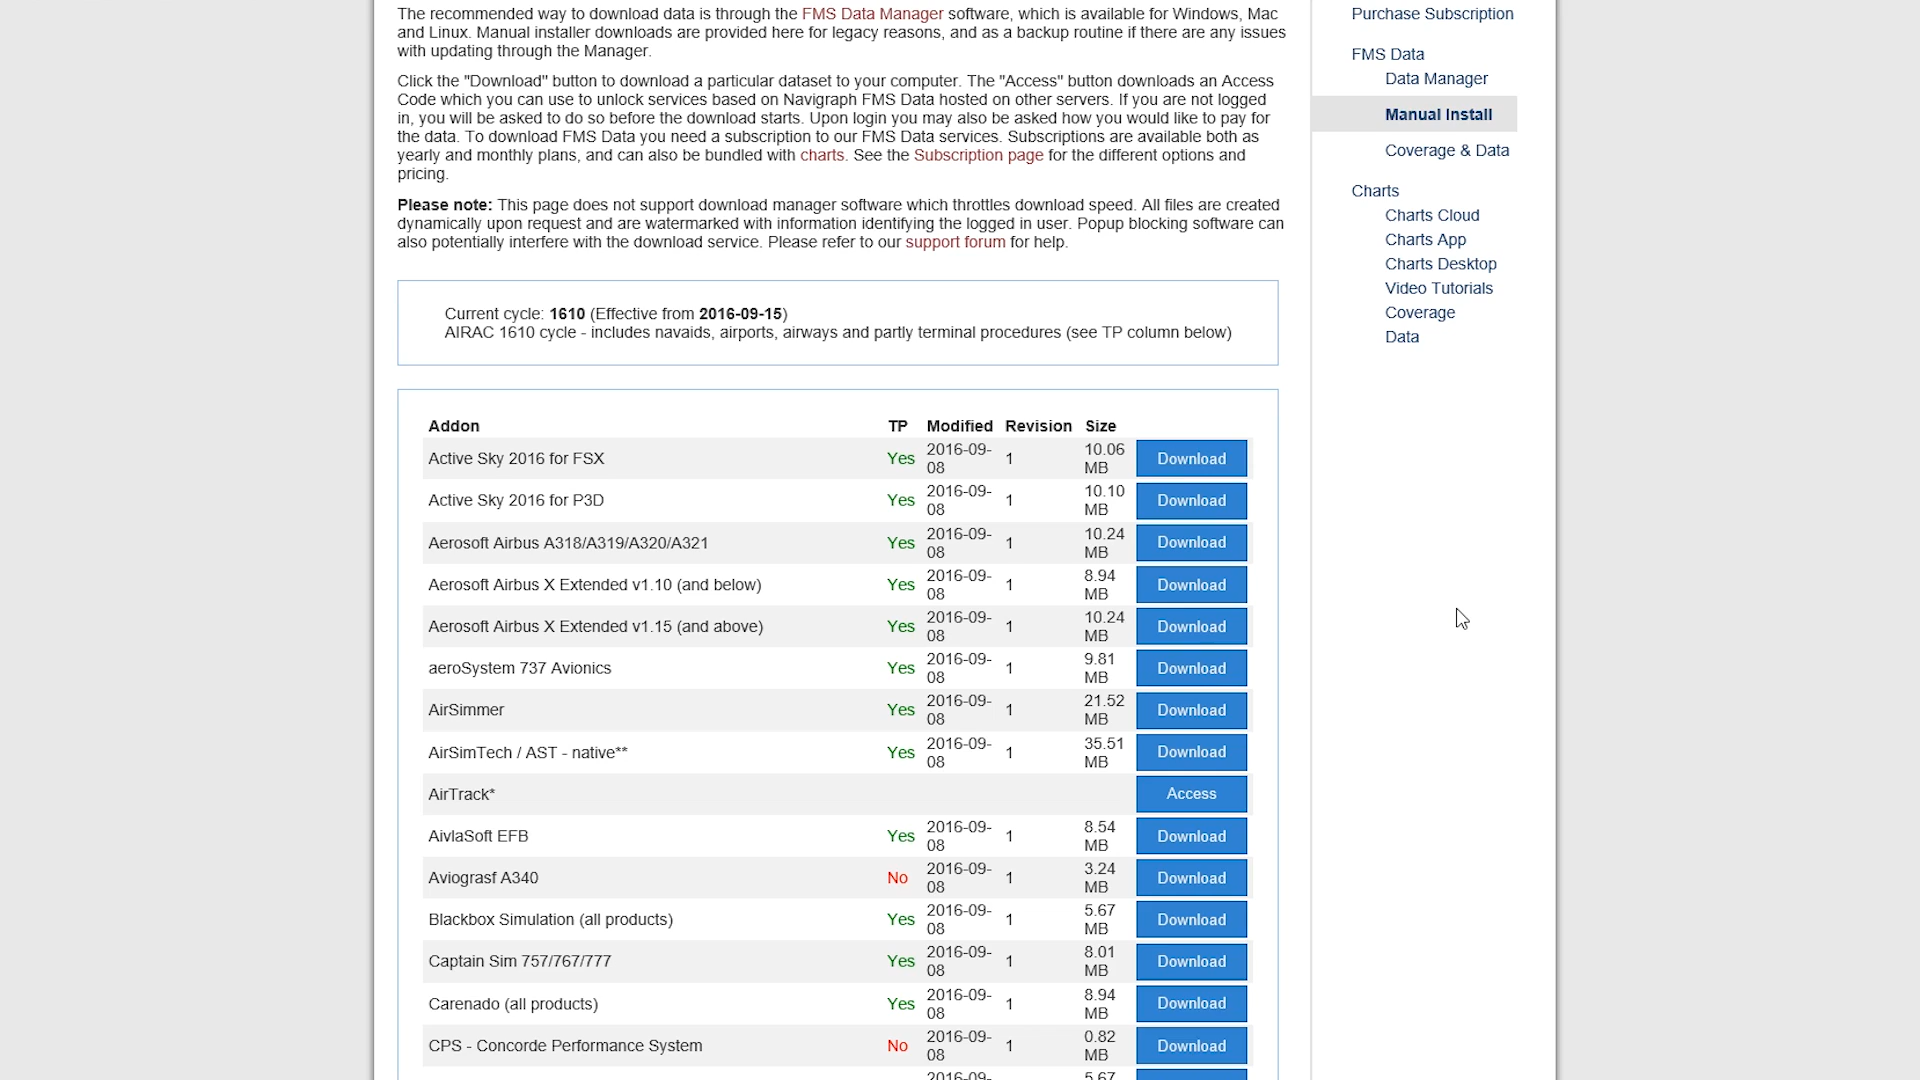 The recommended way to download data is through the FMS Data Manager software, which is available for Windows, Mac
and Linux. Manual installer downloads are provided here for legacy reasons, and as a backup routine if there are any issues
with updating through the Manager.
Click the "Download" button to download a particular dataset to your computer. The "Access" button downloads an Access
Code which you can use to unlock services based on Navigraph FMS Data hosted on other servers. If you are not logged
in, you will be asked to do so before the download starts. Upon login you may also be asked how you would like to pay for
the data. To download FMS Data you need a subscription to our FMS Data services. Subscriptions are available both as
yearly and monthly plans, and can also be bundled with charts. See the Subscription page for the different options and
pricing.
Please note: This page does not support download manager software which throttles download speed. All files are created
dynamically upon request and are watermarked with information identifying the logged in user. Popup blocking software can
also potentially interfere with the download service. Please refer to our support forum for help.
Current cycle: 1610 (Effective from 2016-09-15)
AIRAC 1610 cycle - includes navaids, airports, airways and partly terminal procedures (see TP column below)
Addon TP Modified Revision Size
Active Sky 2016 for FSX Yes 2016-09-08 1 10.06 MB Download
Active Sky 2016 for P3D Yes 2016-09-08 1 10.10 MB Download
Aerosoft Airbus A318/A319/A320/A321 Yes 2016-09-08 1 10.24 MB Download
Aerosoft Airbus X Extended v1.10 (and below) Yes 2016-09-08 1 8.94 MB Download
Aerosoft Airbus X Extended v1.15 (and above) Yes 2016-09-08 1 10.24 MB Download
aeroSystem 737 Avionics Yes 2016-09-08 1 9.81 MB Download
AirSimmer Yes 2016-09-08 1 21.52 MB Download
AirSimTech / AST - native** Yes 2016-09-08 1 35.51 MB Download
AirTrack* Access
AivlaSoft EFB Yes 2016-09-08 1 8.54 MB Download
Aviograsf A340 No 2016-09-08 1 3.24 MB Download
Blackbox Simulation (all products) Yes 2016-09-08 1 5.67 MB Download
Captain Sim 757/767/777 Yes 2016-09-08 1 8.01 MB Download
Carenado (all products) Yes 2016-09-08 1 8.94 MB Download
CPS - Concorde Performance System No 2016-09-08 1 0.82 MB Download
2016-09- 5.67
Purchase Subscription
FMS Data
Data Manager
Manual Install
Coverage & Data
Charts
Charts Cloud
Charts App
Charts Desktop
Video Tutorials
Coverage
Data